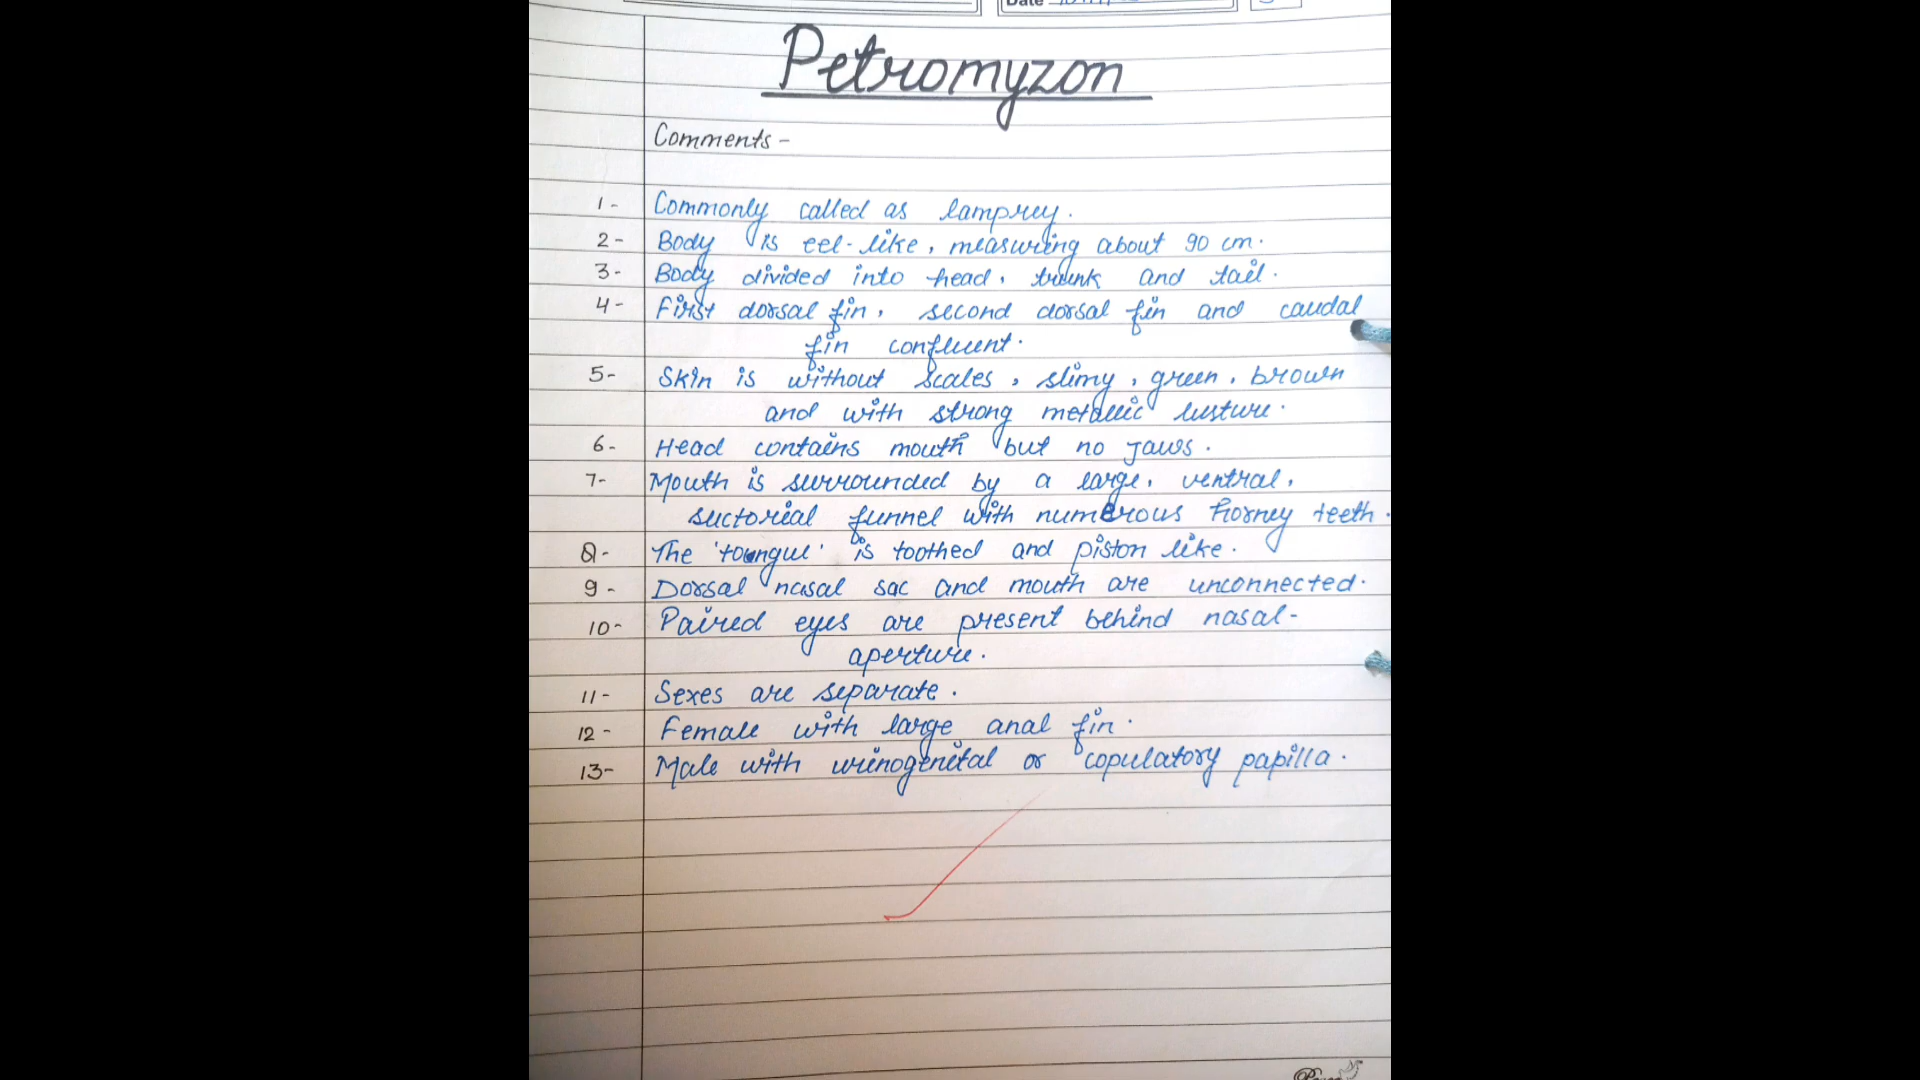 Date
Petromyzon
Comments -
1- Commonly called as lamprey.
2- Body is eel-like, measuring about 90 cm.
3- Body divided into head, trunk and tail.
4- First dorsal fin, second dorsal fin and caudal
fin confluent.
5- Skin is without scales, slimy, green, brown
and with strong metallic lusture.
6- Head contains mouth but no jaws.
7- Mouth is surrounded by a large, ventral,
suctorial funnel with numerous horney teeth.
8- The 'toungue' is toothed and piston like.
9- Dorsal nasal sac and mouth are unconnected.
10- Paired eyes are present behind nasal-
aperture.
11- Sexes are separate.
12- Female with large anal fin.
13- Male with urinogenital or copulatory papilla.